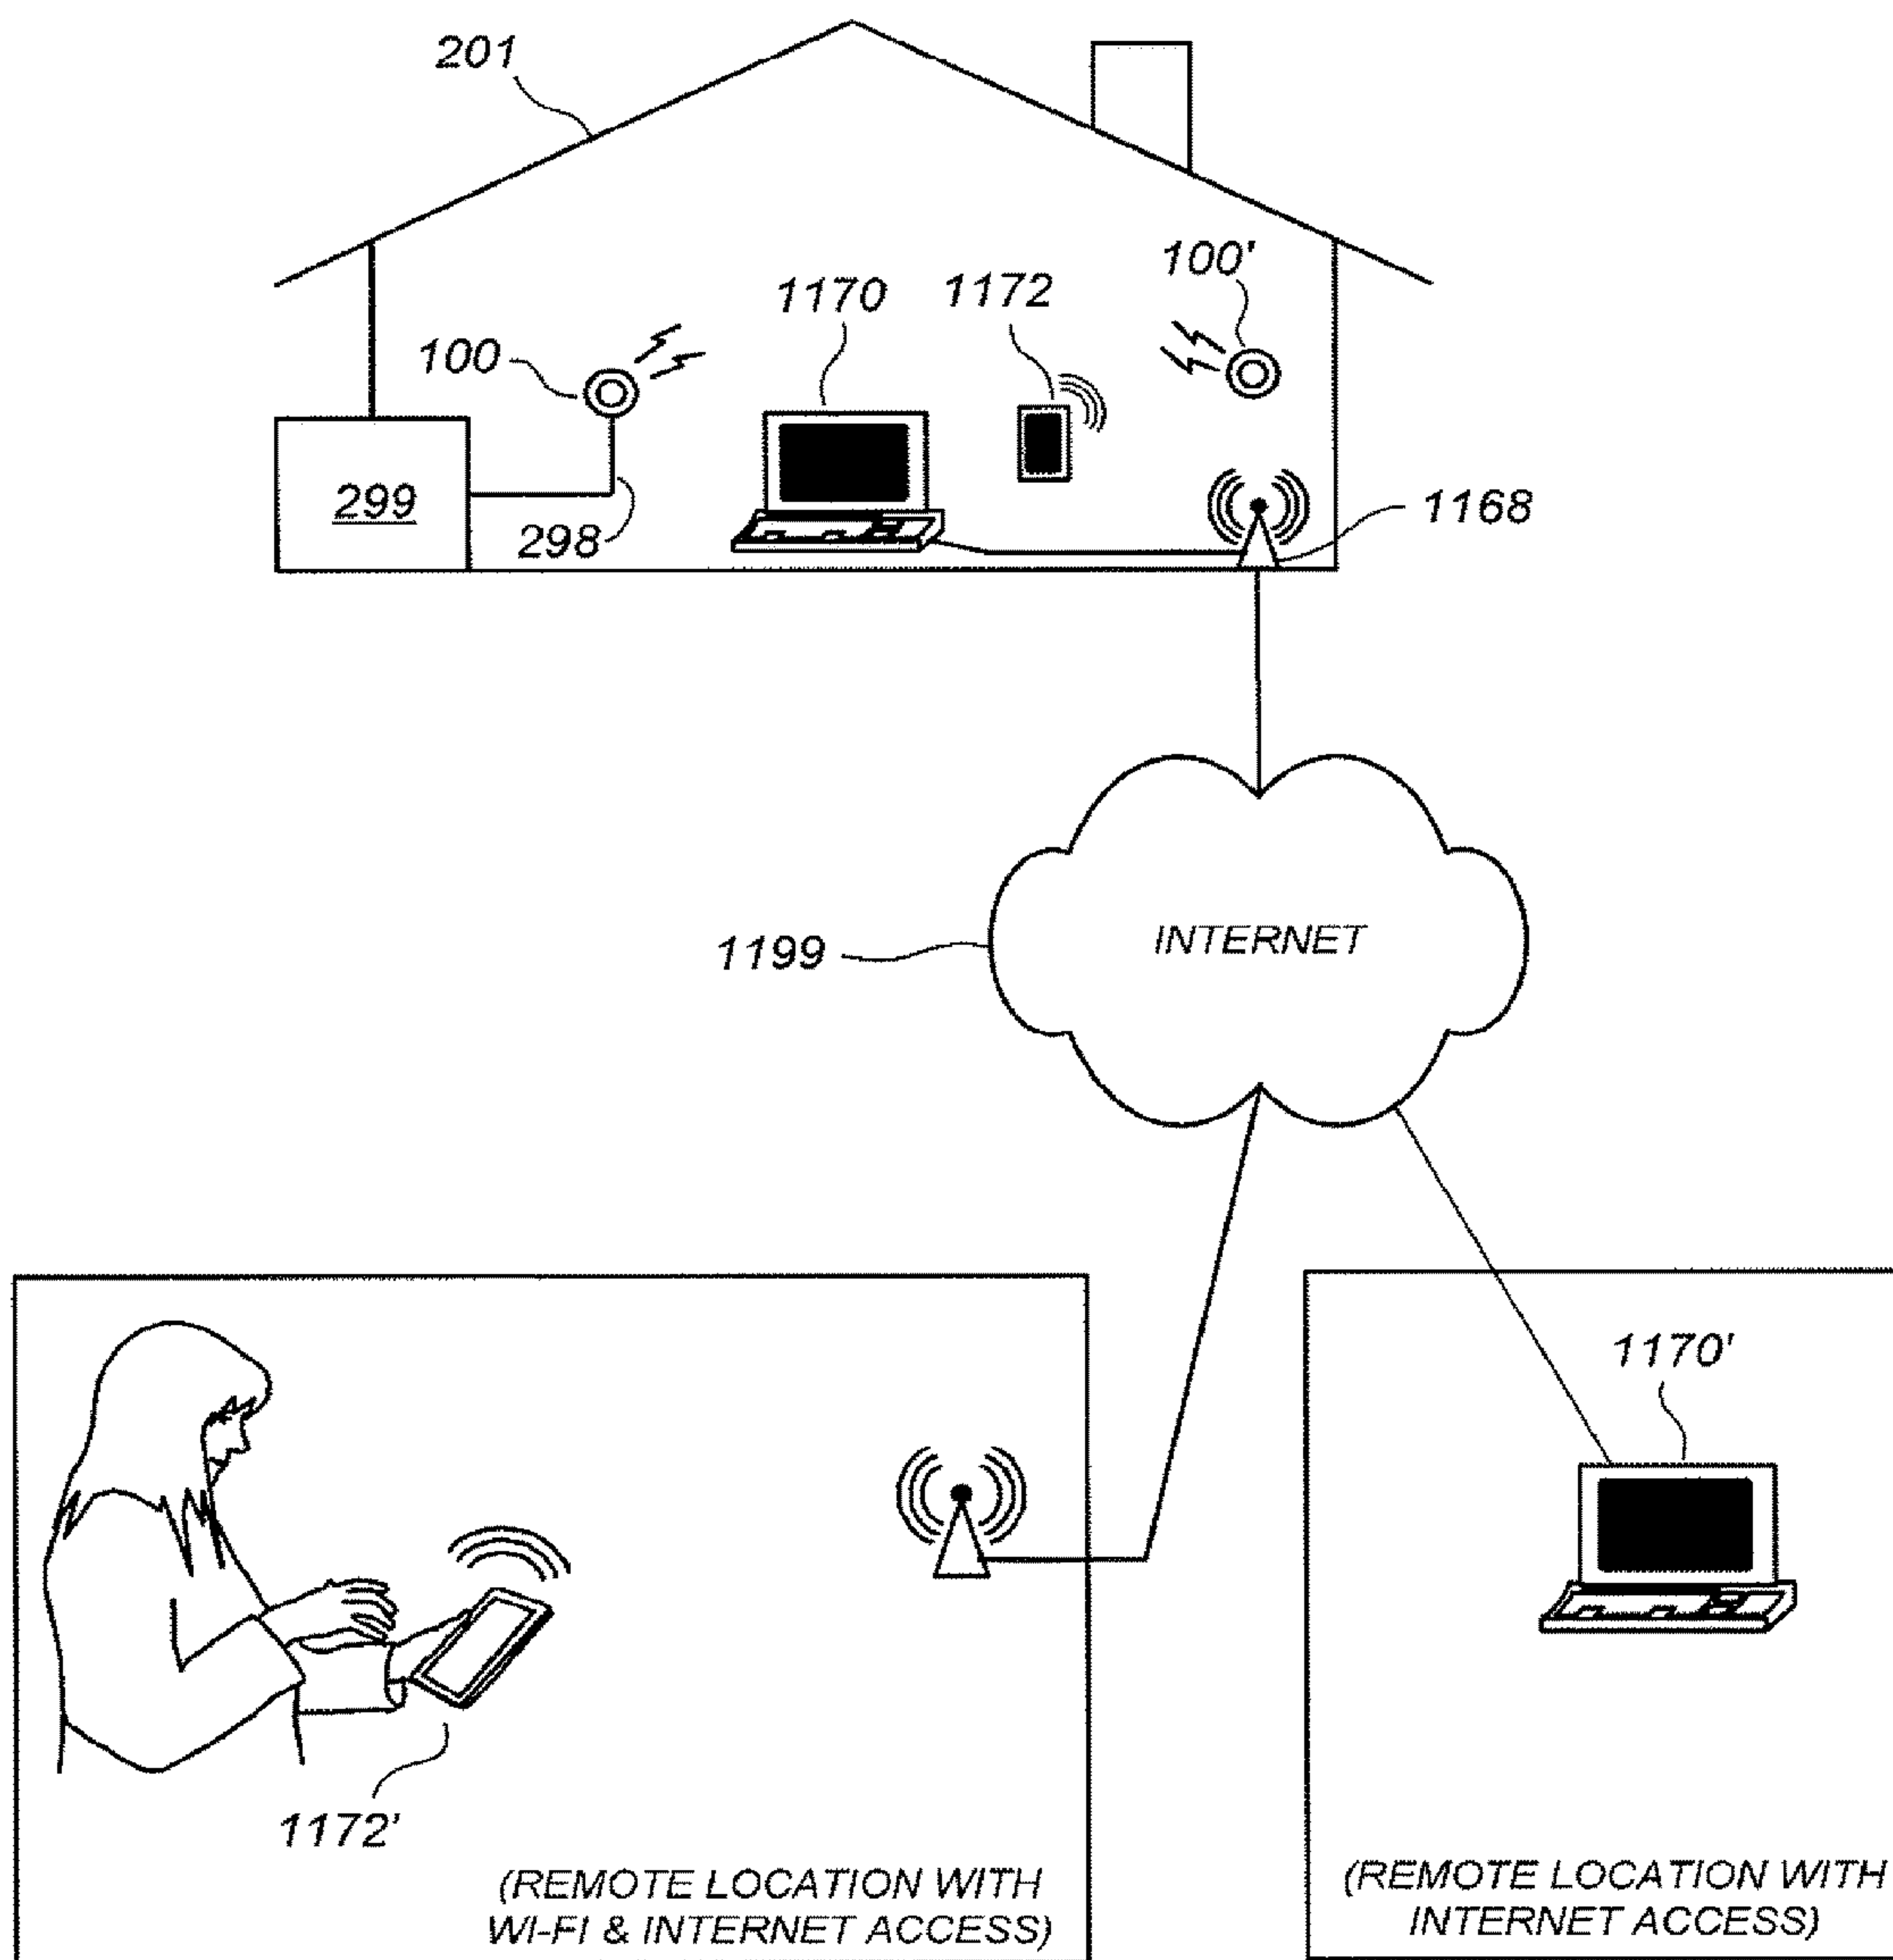 201
100'
1170
1172
100
299
298
1168
1199
INTERNET
1170'
1172’
(REMOTE LOCATION WITH
WI-FI & INTERNET ACCESS)
(REMOTE LOCATION WITH
INTERNET ACCESS)